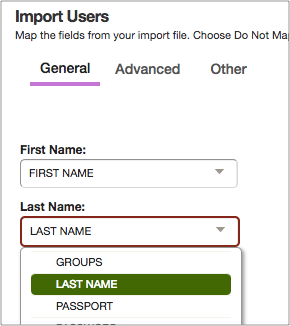 Import Users
Map the fields from your import file. Choose Do Not Ma
General Advanced Other
First Name:
FIRST NAME
Last Name:
LAST NAME
GROUPS
LAST NAME
PASSPORT